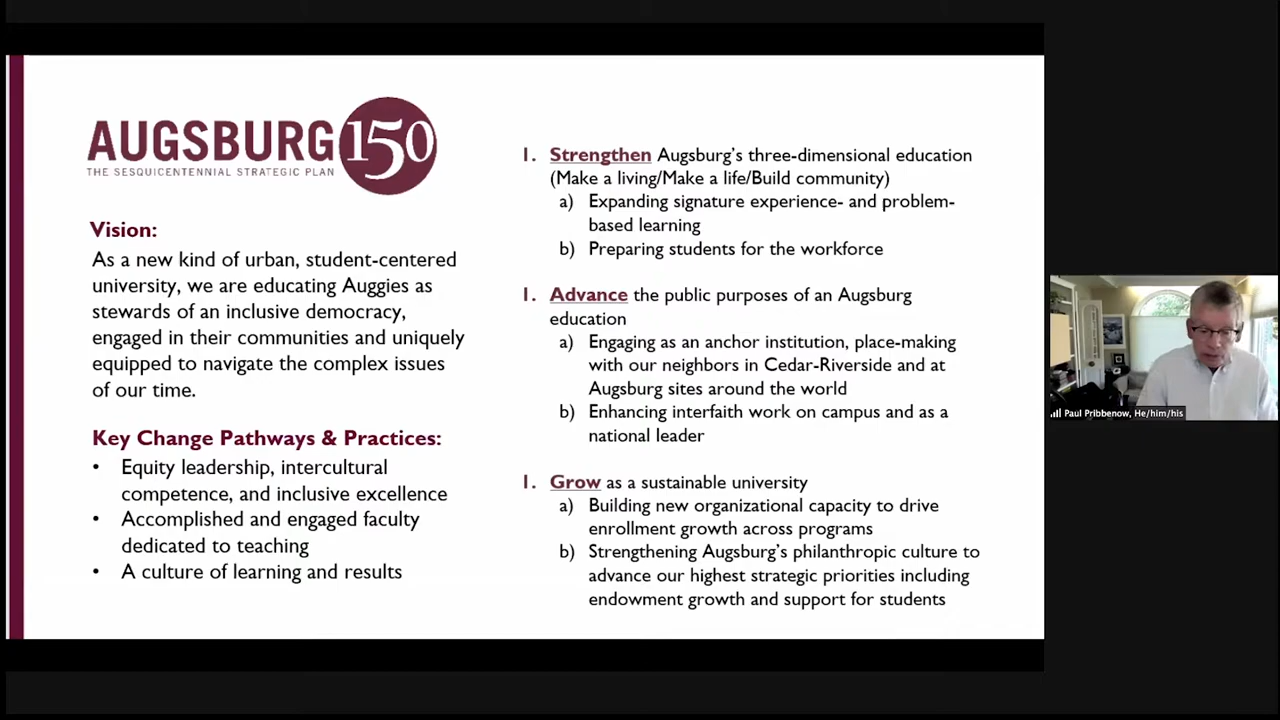 AUGSBURG 150
THE SESQUICENTENNIAL STRATEGIC PLAN
Vision:
As a new kind of urban, student-centered
university, we are educating Auggies as
stewards of an inclusive democracy,
engaged in their communities and uniquely
equipped to navigate the complex issues
of our time.
Key Change Pathways & Practices:
• Equity leadership, intercultural
competence, and inclusive excellence
• Accomplished and engaged faculty
dedicated to teaching
• A culture of learning and results
1. Strengthen Augsburg's three-dimensional education
(Make a living/Make a life/Build community)
a) Expanding signature experience- and problem-
based learning
b) Preparing students for the workforce
1. Advance the public purposes of an Augsburg
education
a) Engaging as an anchor institution, place-making
with our neighbors in Cedar-Riverside and at
Augsburg sites around the world
b) Enhancing interfaith work on campus and as a
national leader
1. Grow as a sustainable university
a) Building new organizational capacity to drive
enrollment growth across programs
b) Strengthening Augsburg's philanthropic culture to
advance our highest strategic priorities including
endowment growth and support for students
Paul Pribbenow, He/him/his